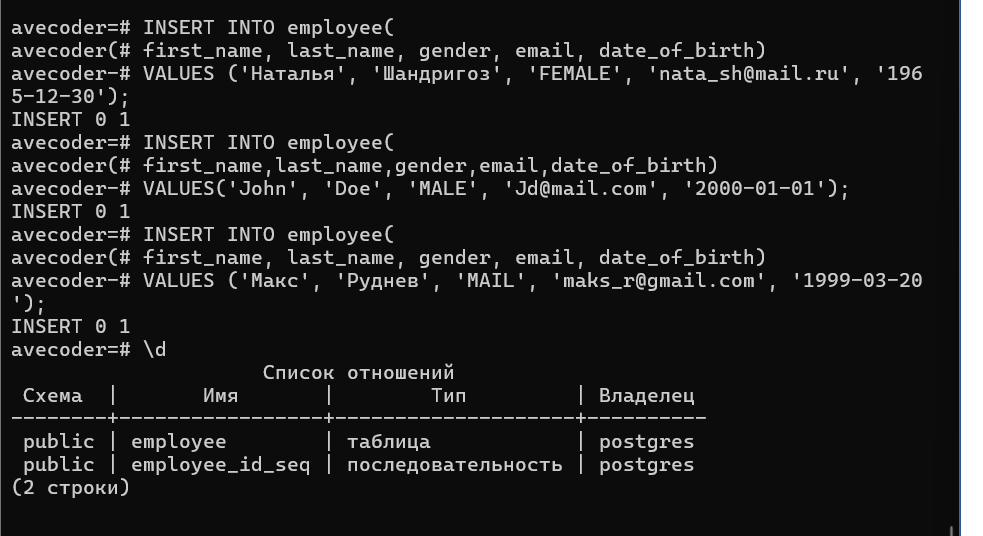 avecoder=# INSERT INTO employee(
avecoder(# first_name, last_name, gender, email, date_of_birth)
avecoder-# VALUES ('Наталья', 'Шандригоз', 'FEMALE', 'nata_sh@mail.ru', '196
5-12-30');
INSERT 0 1
avecoder=# INSERT INTO employee(
avecoder(# first_name,last_name,gender,email,date_of_birth)
avecoder-# VALUES('John', 'Doe', 'MALE', 'Jd@mail.com', '2000-01-01');
INSERT 0 1
avecoder=# INSERT INTO employee(
avecoder(# first_name, last_name, gender, email, date_of_birth)
avecoder-# VALUES ('Макс', 'Руднев', 'MAIL', 'maks_r@gmail.com', '1999-03-20
');
INSERT 0 1
avecoder=# \d
Список отношений
Схема | Имя | Тип | Владелец
--------+-----------------+--------------------+----------
public | employee | таблица | postgres
public | employee_id_seq | последовательность | postgres
(2 строки)